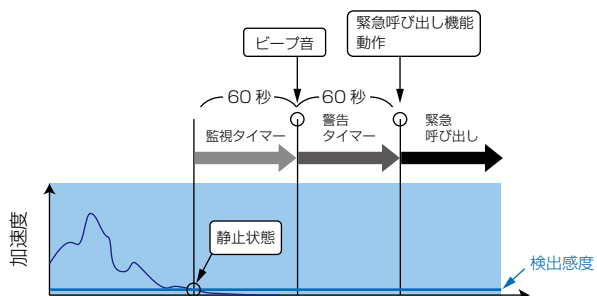 緊急呼び出し機能
動作
ビープ音
60 秒
60 秒
監視タイマー
警告
タイマー
緊急
呼び出し
加速度
静止状態
検出感度